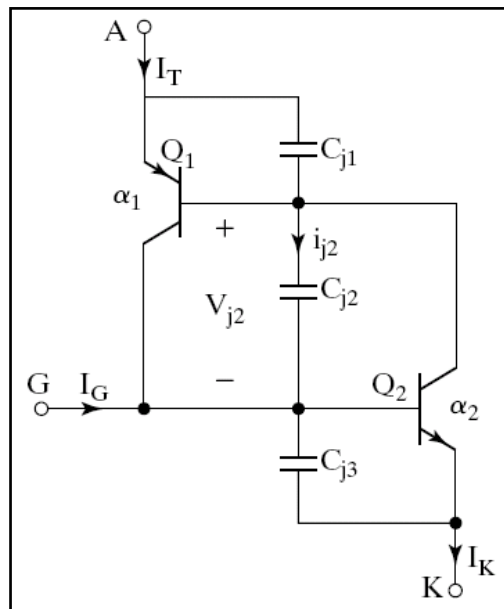 A
I_T
Q_1
C_j1
α_1
+
i_j2
V_j2
C_j2
−
G
I_G
Q_2
α_2
C_j3
I_K
K